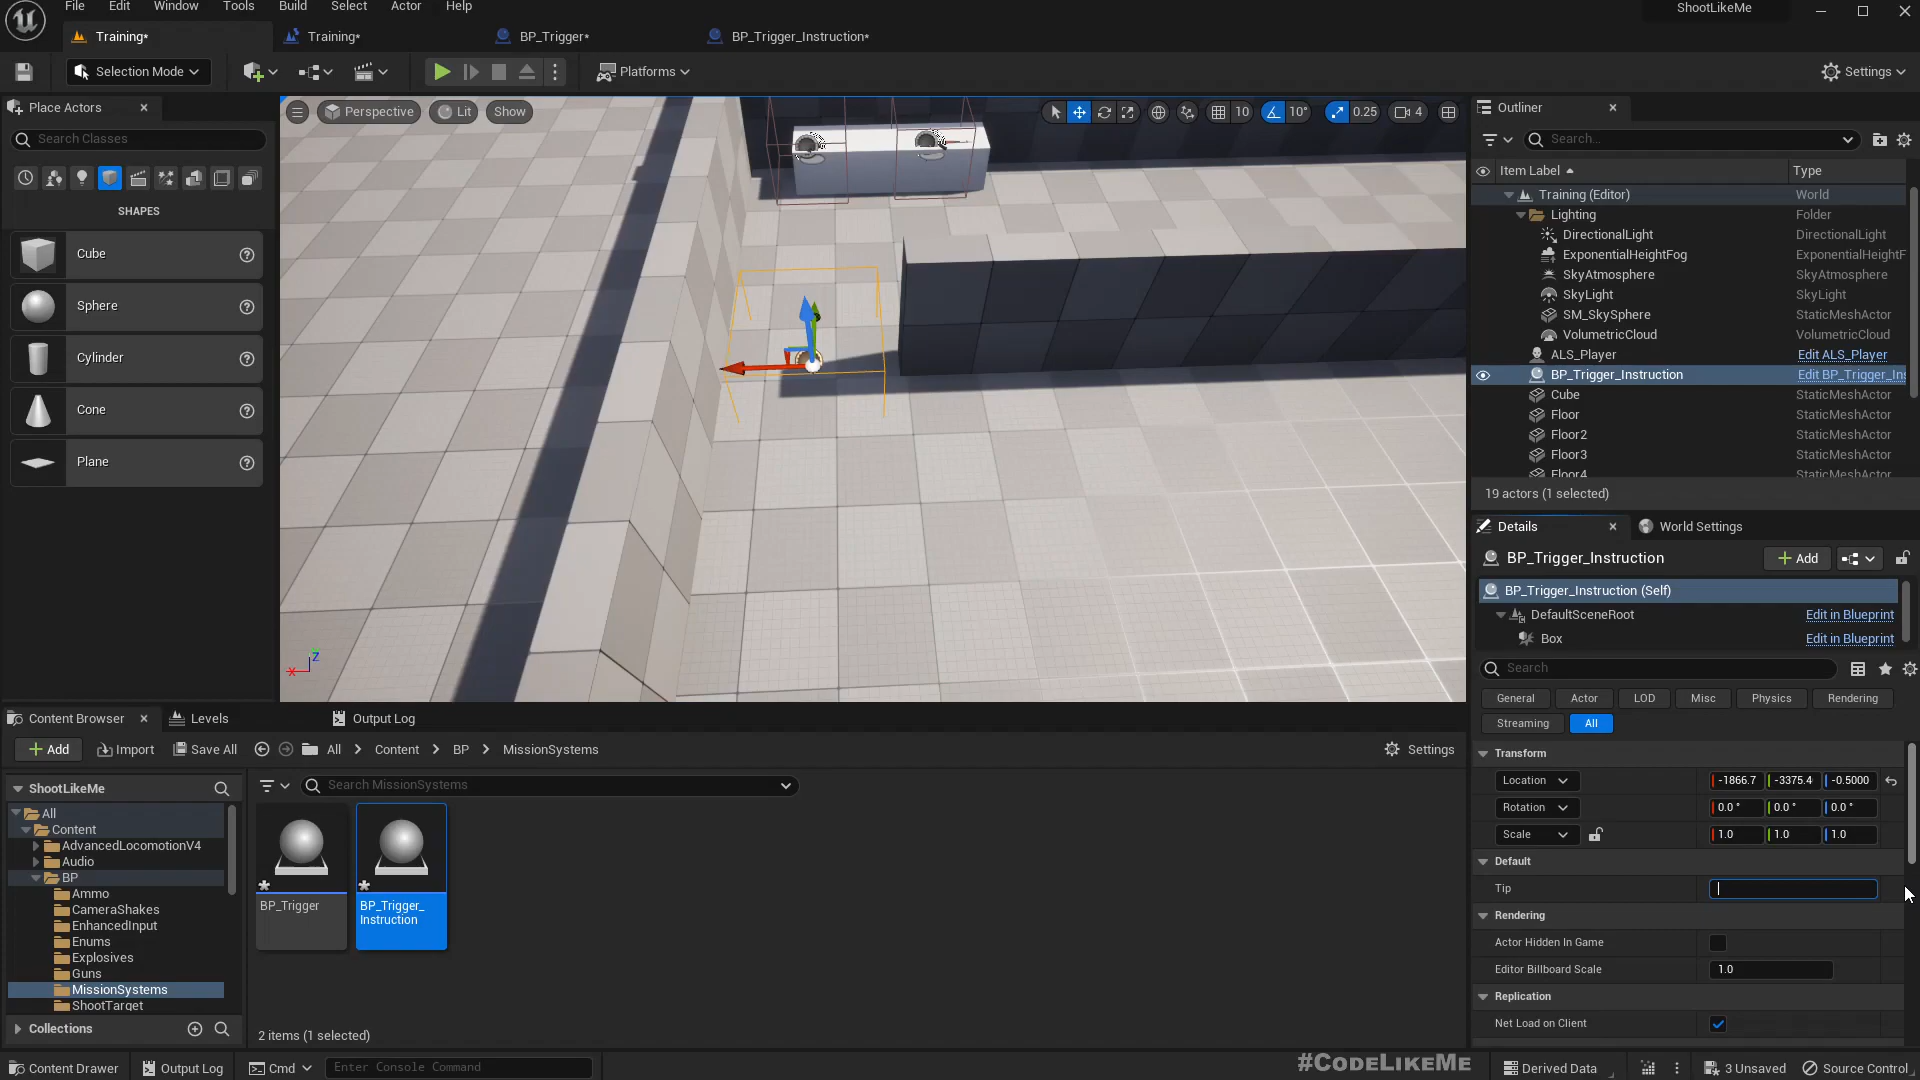 File Edit Window Tools Build Select Actor Help
ShootLikeMe
Training* Training* BP_Trigger* BP_Trigger_Instruction*
Selection Mode Platforms Settings
Place Actors
Search Classes
SHAPES
Cube
Sphere
Cylinder
Cone
Plane
Perspective Lit Show 10 10° 0.25 4
z
x
Outliner
Search...
Item Label Type
Training (Editor) World
Lighting Folder
DirectionalLight DirectionalLight
ExponentialHeightFog ExponentialHeightF
SkyAtmosphere SkyAtmosphere
SkyLight SkyLight
SM_SkySphere StaticMeshActor
VolumetricCloud VolumetricCloud
ALS_Player Edit ALS_Player
BP_Trigger_Instruction Edit BP_Trigger_Ins
Cube StaticMeshActor
Floor StaticMeshActor
Floor2 StaticMeshActor
Floor3 StaticMeshActor
Floor4 StaticMeshActor
19 actors (1 selected)
Details World Settings
BP_Trigger_Instruction Add
BP_Trigger_Instruction (Self)
DefaultSceneRoot Edit in Blueprint
Box Edit in Blueprint
Search
General Actor LOD Misc Physics Rendering
Streaming All
Transform
Location -1866.7 -3375.4 -0.5000
Rotation 0.0 ° 0.0 ° 0.0 °
Scale 1.0 1.0 1.0
Default
Tip
Rendering
Actor Hidden In Game
Editor Billboard Scale 1.0
Replication
Net Load on Client
Content Browser Levels Output Log
Add Import Save All All Content BP MissionSystems Settings
ShootLikeMe Search MissionSystems
All
Content
AdvancedLocomotionV4
Audio
BP
Ammo
CameraShakes
EnhancedInput
Enums
Explosives
Guns
MissionSystems
ShootTarget
Collections
BP_Trigger
BP_Trigger_
Instruction
2 items (1 selected)
#CODELIKEME
Content Drawer Output Log Cmd Enter Console Command Derived Data 3 Unsaved Source Control